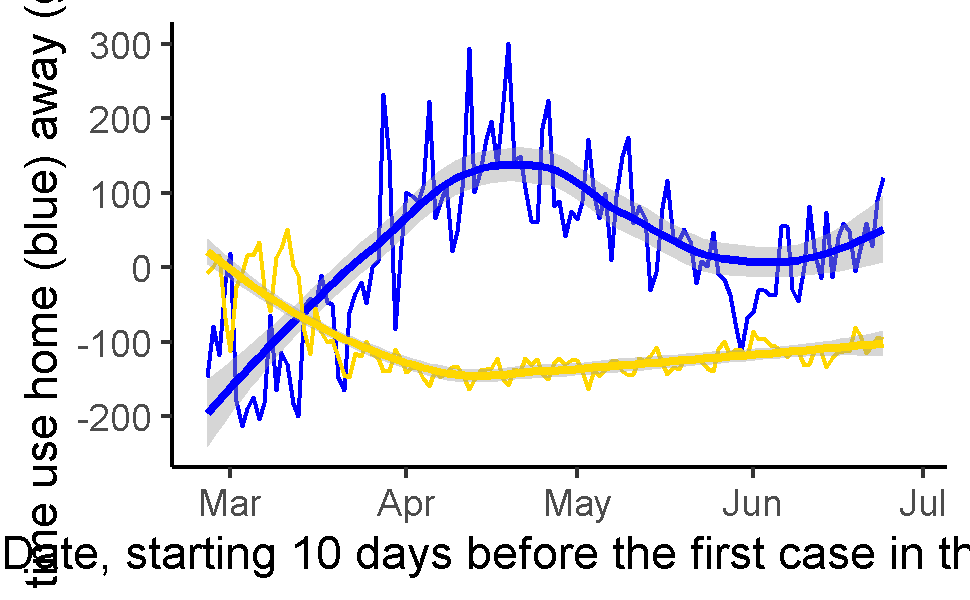 time use home (blue) away (
300
200
100
0
-100
-200
Mar Apr May Jun Jul
Date, starting 10 days before the first case in th